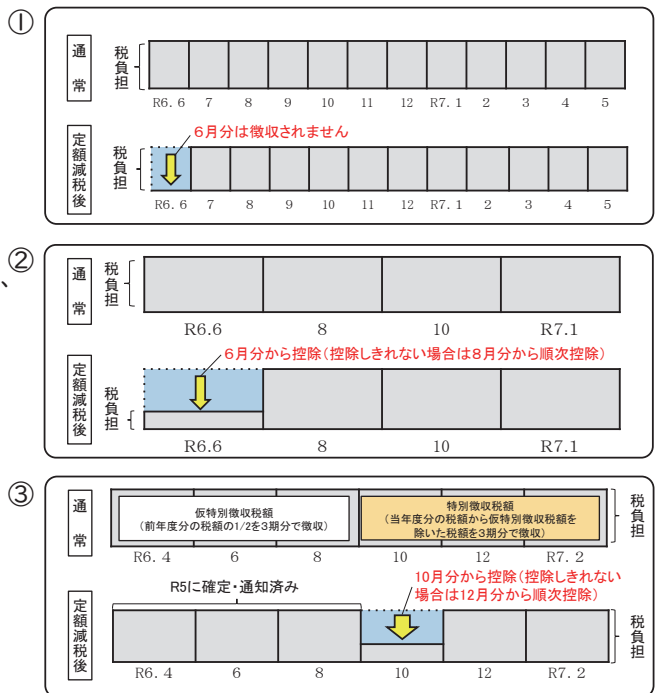 ①
通常
税負担
R6.6 7 8 9 10 11 12 R7.1 2 3 4 5
6月分は徴収されません
定額減税後
税負担
R6.6 7 8 9 10 11 12 R7.1 2 3 4 5
②
、
通常
税負担
R6.6 8 10 R7.1
6月分から控除(控除しきれない場合は8月分から順次控除)
定額減税後
税負担
R6.6 8 10 R7.1
③
通常
仮特別徴収税額
(前年度分の税額の1/2を3期分で徴収)
特別徴収税額
(当年度分の税額から仮特別徴収税額を
除いた税額を3期分で徴収)
税負担
R6.4 6 8 10 12 R7.2
R5に確定・通知済み
10月分から控除(控除しきれない
場合は12月分から順次控除)
定額減税後
税負担
R6.4 6 8 10 12 R7.2